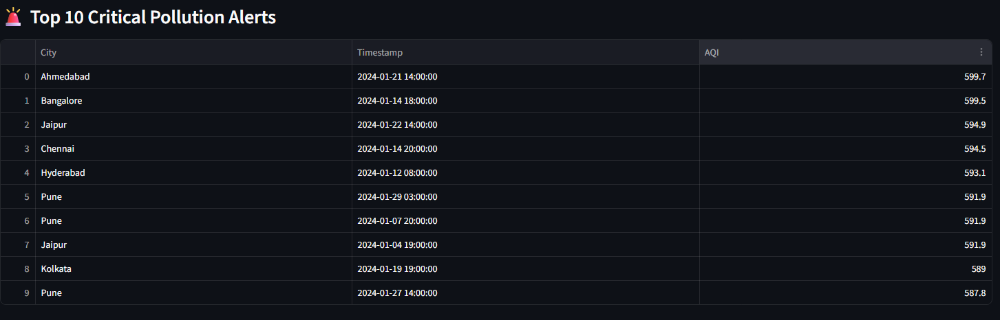 🚨 Top 10 Critical Pollution Alerts
City Timestamp AQI
0 Ahmedabad 2024-01-21 14:00:00 599.7
1 Bangalore 2024-01-14 18:00:00 599.5
2 Jaipur 2024-01-22 14:00:00 594.9
3 Chennai 2024-01-14 20:00:00 594.5
4 Hyderabad 2024-01-12 08:00:00 593.1
5 Pune 2024-01-29 03:00:00 591.9
6 Pune 2024-01-07 20:00:00 591.9
7 Jaipur 2024-01-04 19:00:00 591.9
8 Kolkata 2024-01-19 19:00:00 589
9 Pune 2024-01-27 14:00:00 587.8